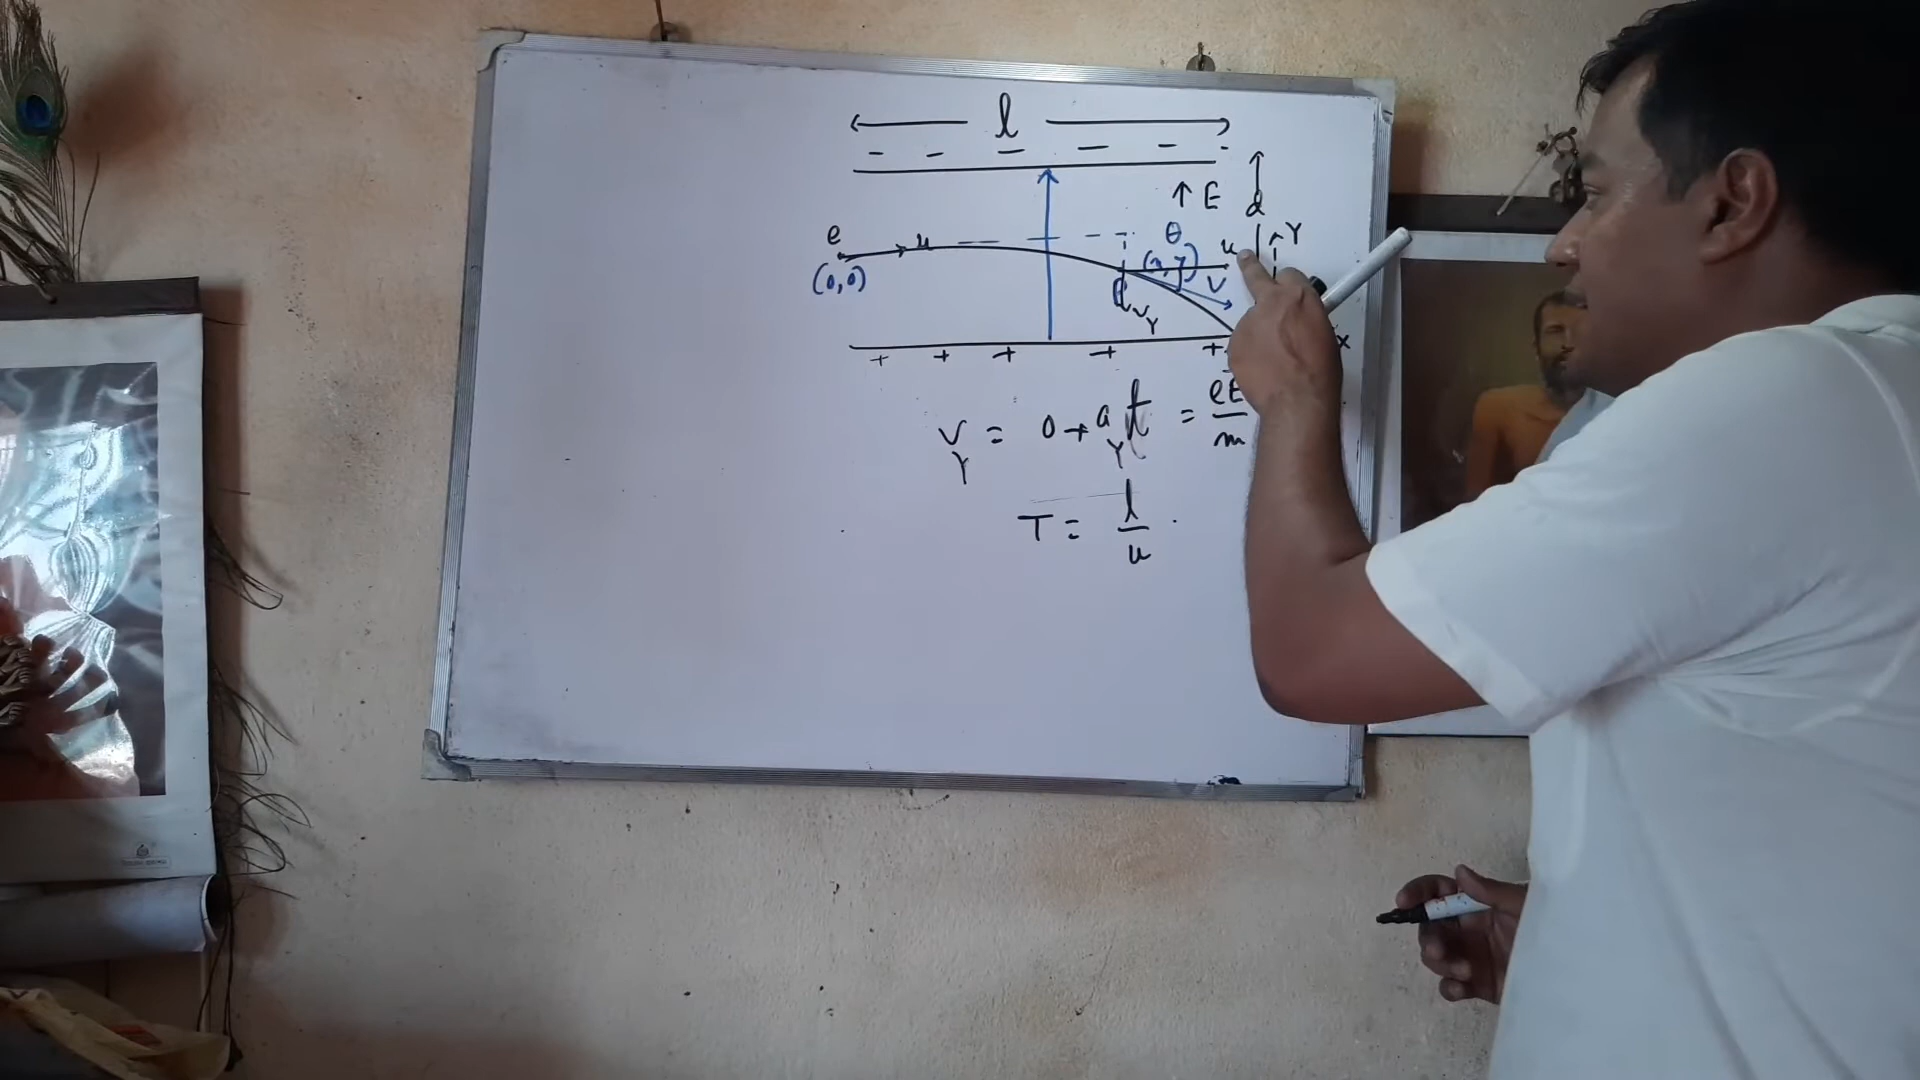 l
- - - - - -
↑ E
d
e
u
θ
u
Y
(0,0)
(x, y)
v
v_Y
+ + + + +
x
v_Y = 0 + a_Y t = eE/m
T = l/u